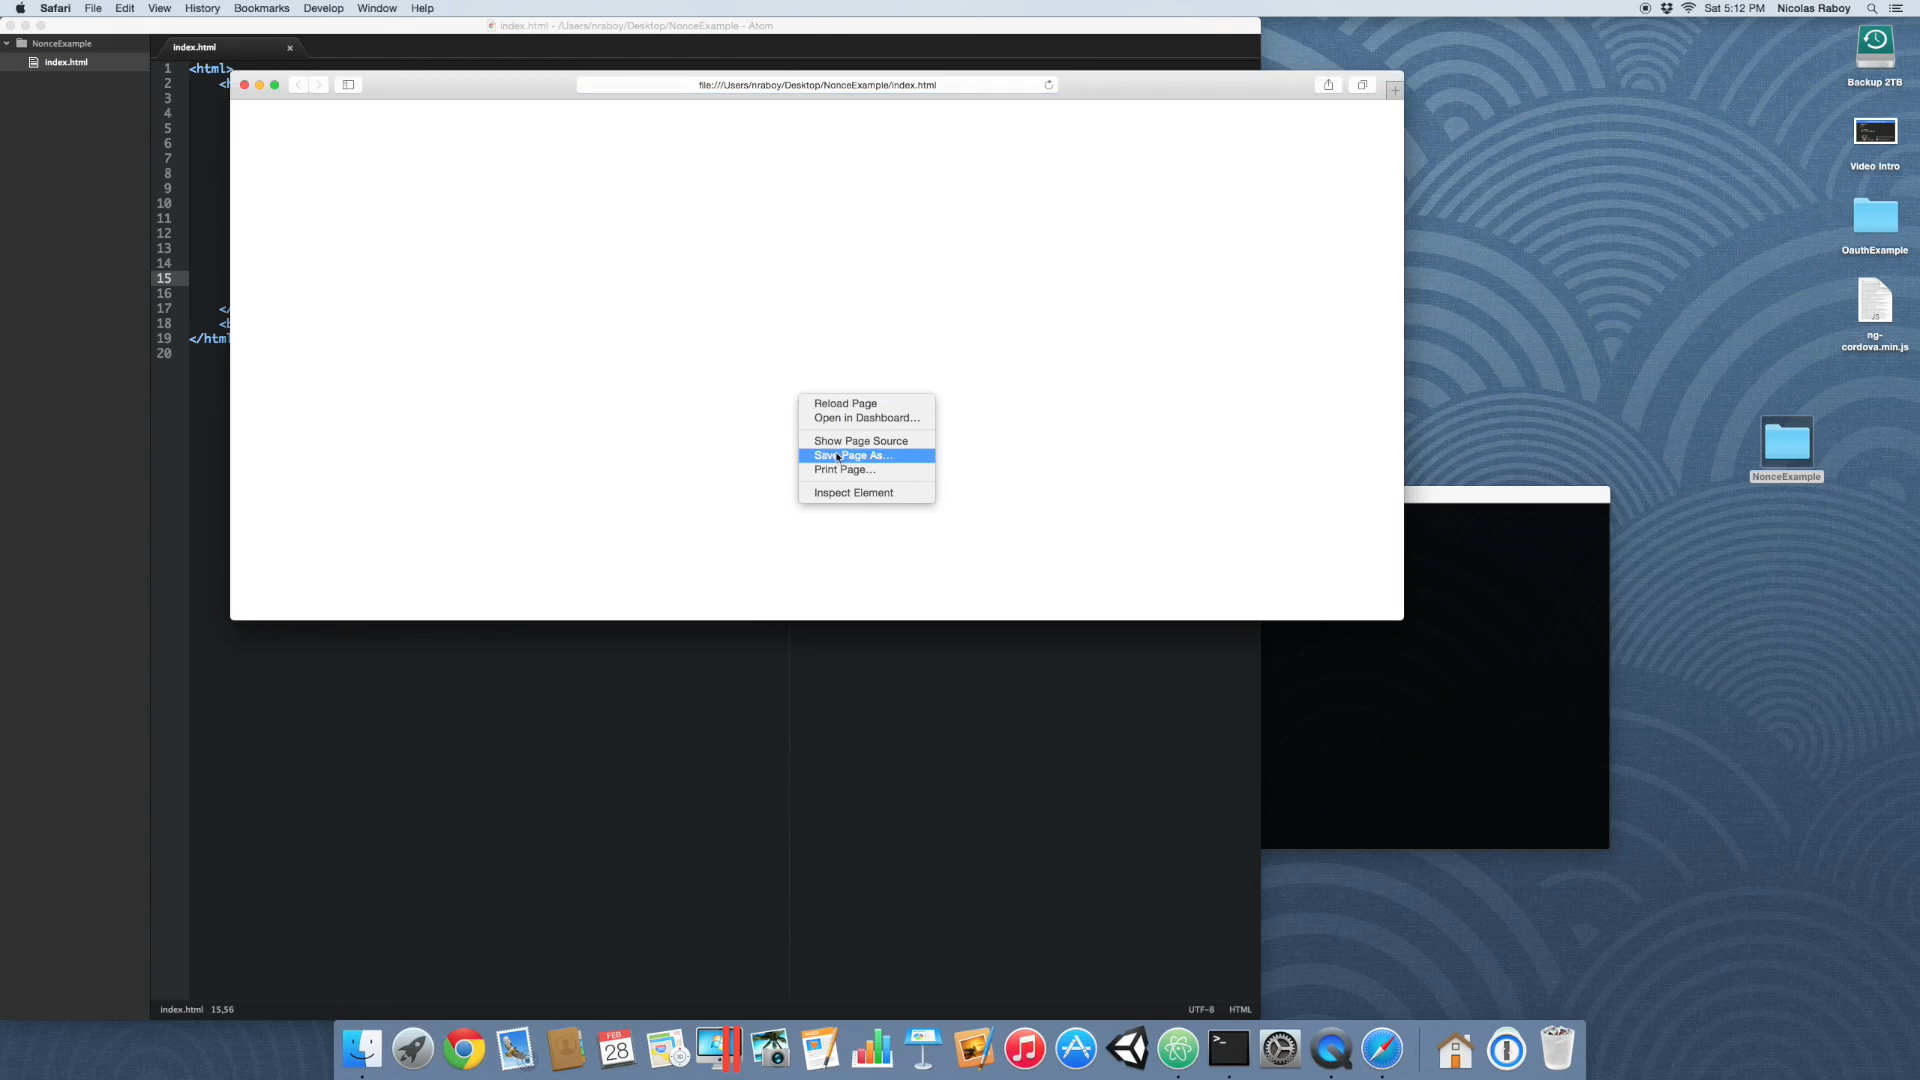 Safari File Edit View History Bookmarks Develop Window Help
Sat 5:12 PM Nicolas Raboy
index.html - /Users/nraboy/Desktop/NonceExample - Atom
NonceExample
index.html
index.html
1 <html>
2
3
4
5
6
7
8
9
10
11
12
13
14
15
16
17 </
18
19 </html
20
file:///Users/nraboy/Desktop/NonceExample/index.html
Reload Page
Open in Dashboard...
Show Page Source
Save Page As...
Print Page...
Inspect Element
Backup 2TB
Video Intro
OauthExample
JS
ng-
cordova.min.js
NonceExample
index.html 15,56
UTF-8 HTML
FEB
28
30